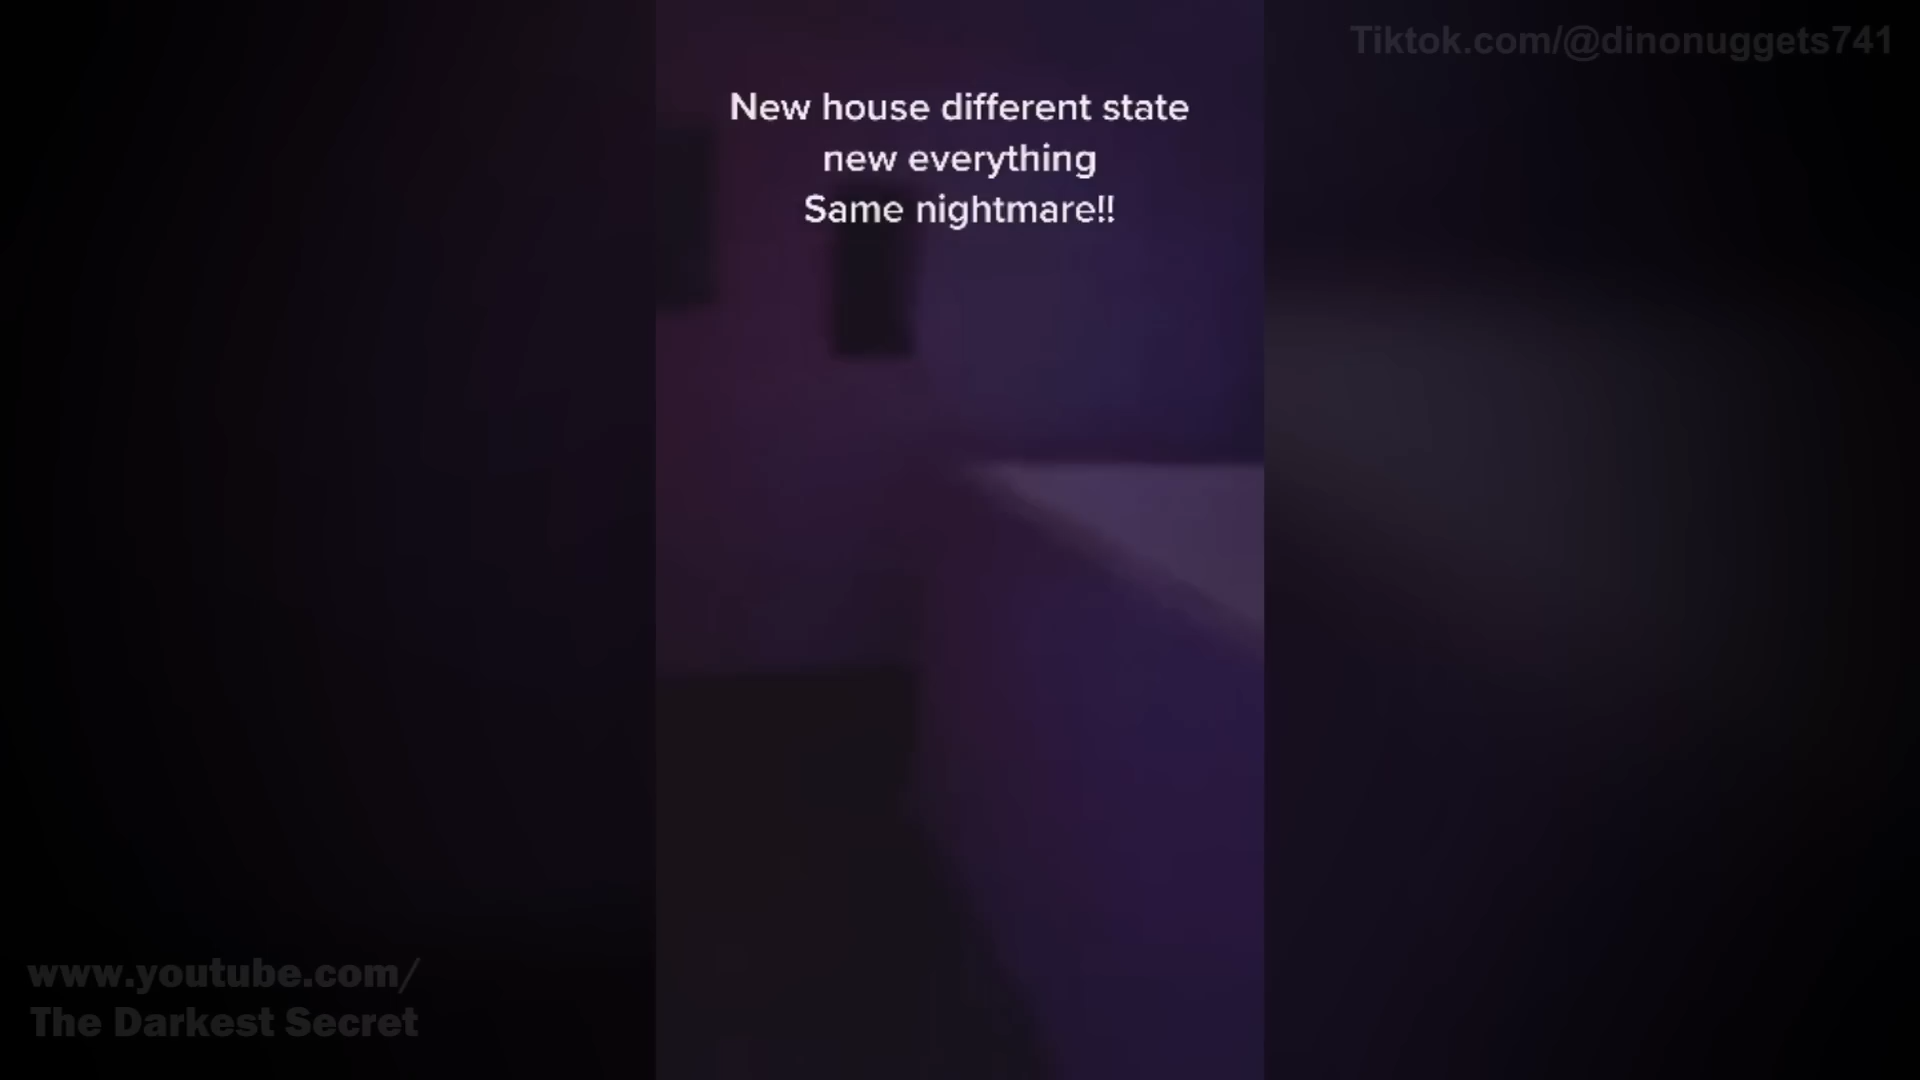 Tiktok.com/@dinonuggets741
New house different state
new everything
Same nightmare!!
www.youtube.com/
The Darkest Secret